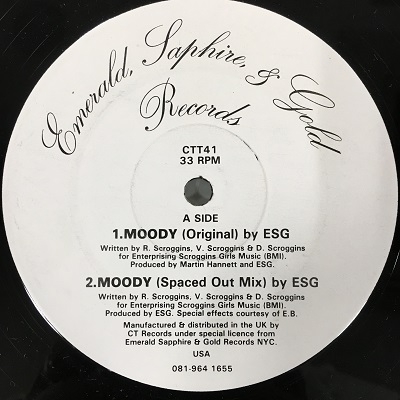 Emerald, Saphire, & Gold
Records
CTT41
33 RPM
A SIDE
1.MOODY (Original) by ESG
Written by R. Scroggins, V. Scroggins & D. Scroggins
for Enterprising Scroggins Girls Music (BMI).
Produced by Martin Hannett and ESG.
2.MOODY (Spaced Out Mix) by ESG
Written by R. Scroggins, V. Scroggins & D. Scroggins
for Enterprising Scroggins Girls Music (BMI).
Produced by ESG. Special effects courtesy of E.B.
Manufactured & distributed in the UK by
CT Records under special licence from
Emerald Sapphire & Gold Records NYC.
USA
081-964 1655